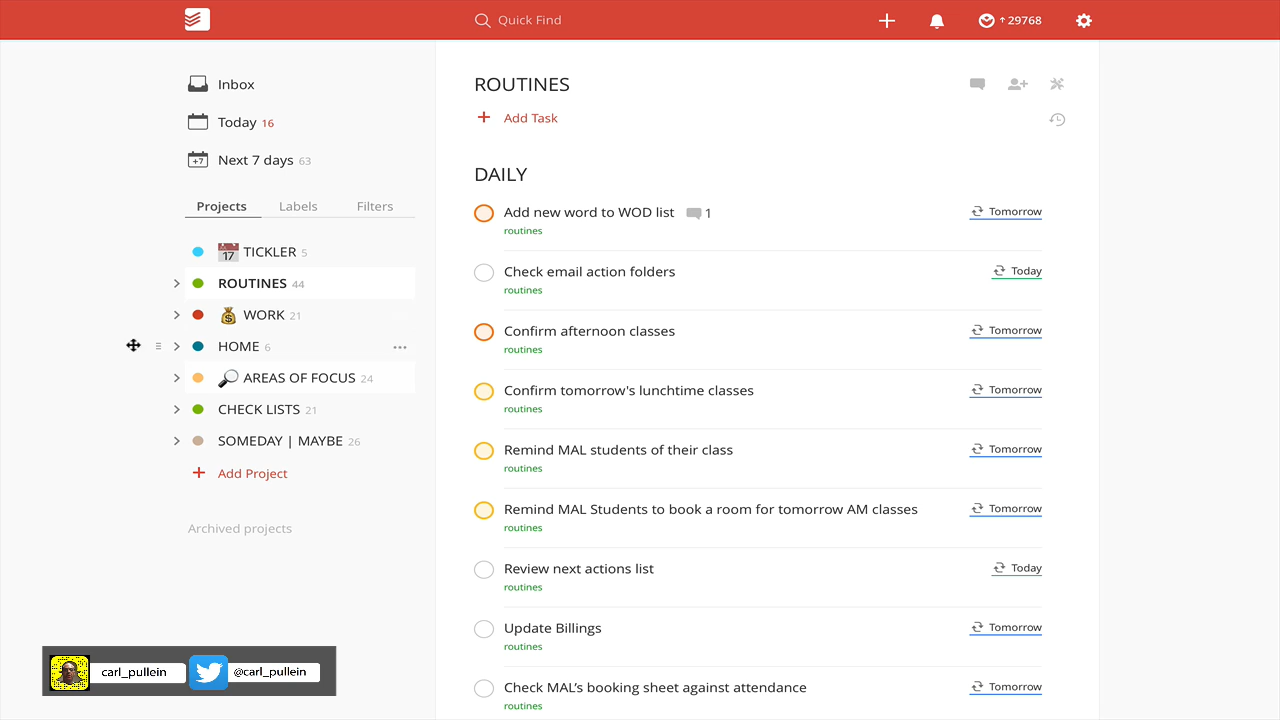 Quick Find
29768
Inbox
Today 16
Next 7 days 63
Projects Labels Filters
17 TICKLER 5
ROUTINES 44
WORK 21
HOME 6
AREAS OF FOCUS 24
CHECK LISTS 21
SOMEDAY | MAYBE 26
+ Add Project
Archived projects
ROUTINES
+ Add Task
DAILY
Add new word to WOD list 1 Tomorrow
routines
Check email action folders Today
routines
Confirm afternoon classes Tomorrow
routines
Confirm tomorrow's lunchtime classes Tomorrow
routines
Remind MAL students of their class Tomorrow
routines
Remind MAL Students to book a room for tomorrow AM classes Tomorrow
routines
Review next actions list Today
routines
Update Billings Tomorrow
routines
Check MAL's booking sheet against attendance Tomorrow
routines
carl_pullein @carl_pullein